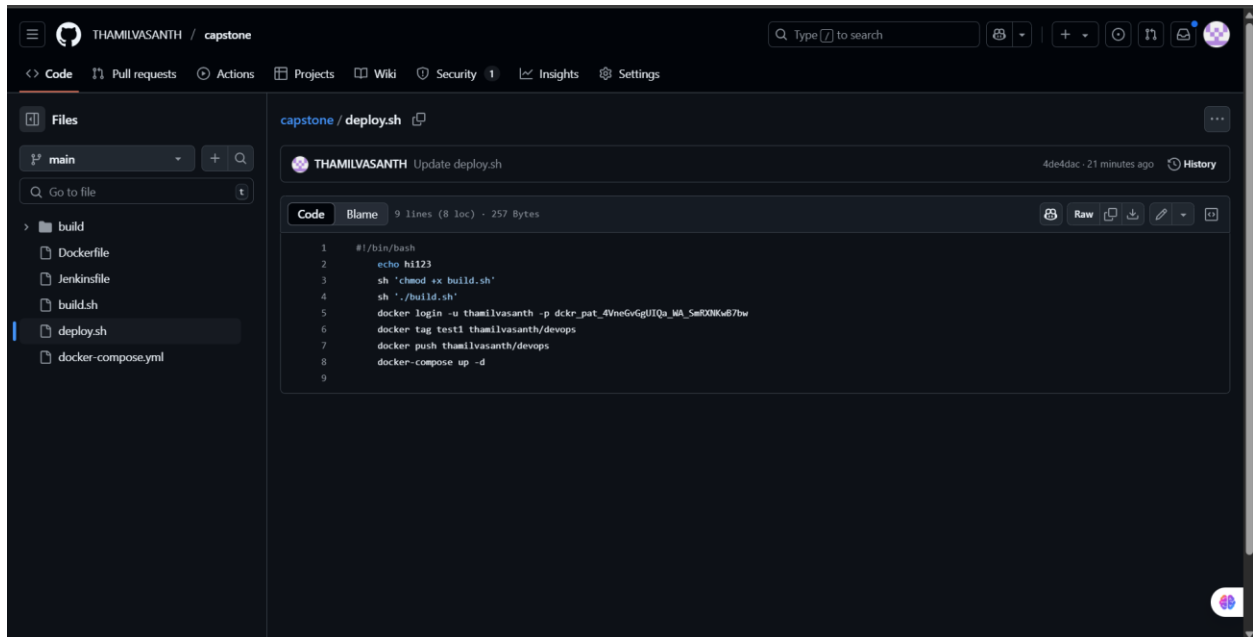 THAMILVASANTH / capstone
Type / to search
Code Pull requests Actions Projects Wiki Security 1 Insights Settings
Files
main
Go to file t
build
Dockerfile
Jenkinsfile
build.sh
deploy.sh
docker-compose.yml
capstone / deploy.sh
THAMILVASANTH Update deploy.sh 4de4dac · 21 minutes ago History
Code Blame 9 lines (8 loc) · 257 Bytes Raw
1 #!/bin/bash
2 echo hi123
3 sh 'chmod +x build.sh'
4 sh './build.sh'
5 docker login -u thamilvasanth -p dckr_pat_4VneGvGgUIQa_WA_SmRXNKwB7bw
6 docker tag test1 thamilvasanth/devops
7 docker push thamilvasanth/devops
8 docker-compose up -d
9